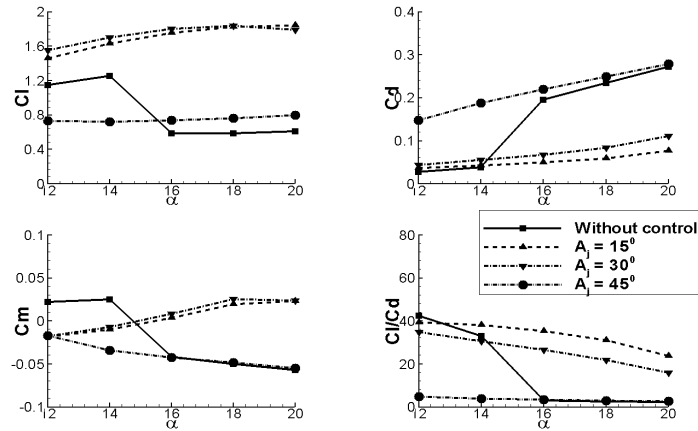 Cl
2
1.6
1.2
0.8
0.4
0
12 14 16 18 20
α
Cd
0.4
0.3
0.2
0.1
0
12 14 16 18 20
α
Cm
0.1
0.05
0
-0.05
-0.1
12 14 16 18 20
α
Cl/Cd
80
60
40
20
0
12 14 16 18 20
α
Without control
Aj = 15⁰
Aj = 30⁰
Aj = 45⁰